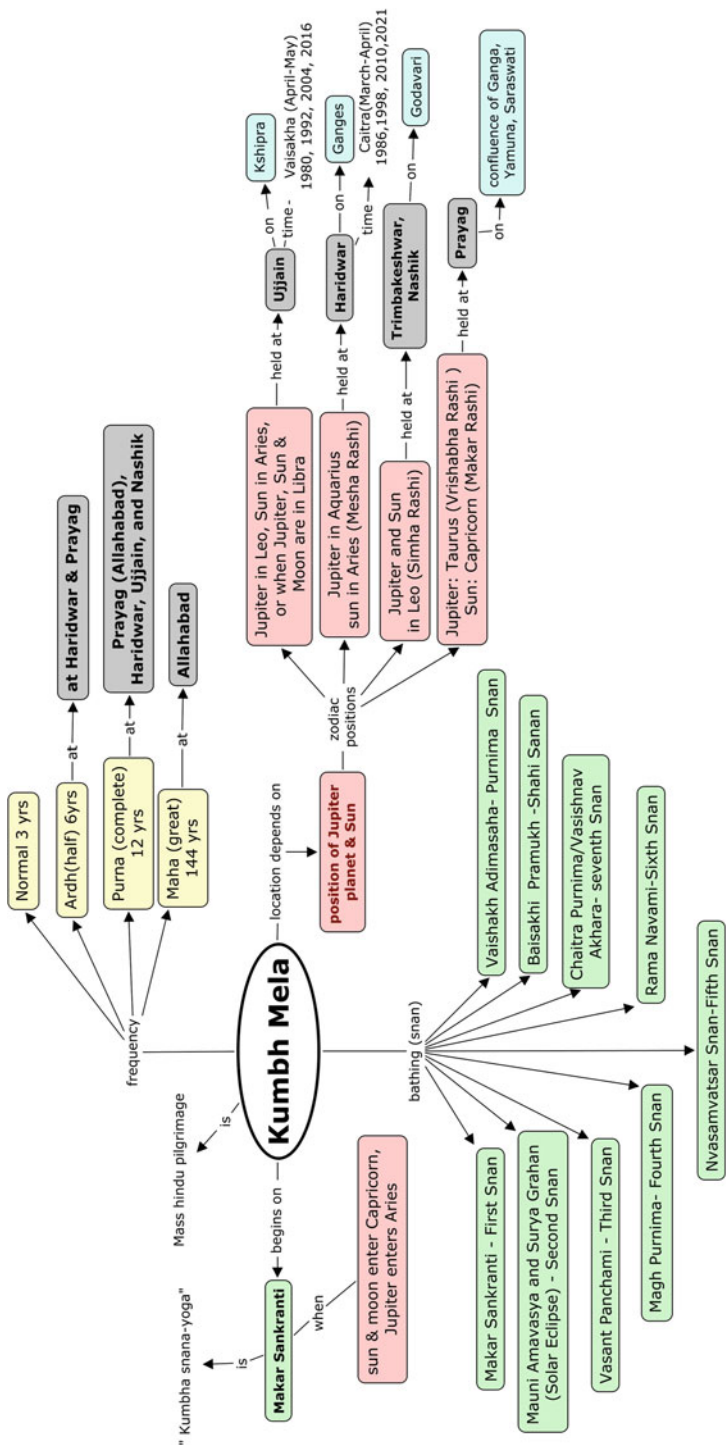 Kumbh Mela
is
Mass hindu pilgrimage
begins on
Makar Sankranti
is
" Kumbha snana-yoga"
when
sun & moon enter Capricorn,
Jupiter enters Aries
frequency
Normal 3 yrs
Ardh(half) 6yrs
at
at Haridwar & Prayag
Purna (complete)
12 yrs
at
Prayag (Allahabad),
Haridwar, Ujjain, and Nashik
Maha (great)
144 yrs
at
Allahabad
location depends on
position of Jupiter
planet & Sun
zodiac
positions
Jupiter in Leo, Sun in Aries,
or when Jupiter, Sun &
Moon are in Libra
held at
Ujjain
on
Kshipra
time-
Vaisakha (April-May)
1980, 1992, 2004, 2016
Jupiter in Aquarius
sun in Aries (Mesha Rashi)
held at
Haridwar
on
Ganges
time
Caitra(March-April)
1986,1998, 2010,2021
Jupiter and Sun
in Leo (Simha Rashi)
held at
Trimbakeshwar,
Nashik
on
Godavari
Jupiter: Taurus (Vrishabha Rashi )
Sun: Capricorn (Makar Rashi)
held at
Prayag
on
confluence of Ganga,
Yamuna, Saraswati
bathing (snan)
Makar Sankranti - First Snan
Mauni Amavasya and Surya Grahan
(Solar Eclipse) - Second Snan
Vasant Panchami - Third Snan
Magh Purnima- Fourth Snan
Nvasamvatsar Snan-Fifth Snan
Rama Navami-Sixth Snan
Chaitra Purnima/Vasishnav
Akhara- seventh Snan
Baisakhi Pramukh -Shahi Sanan
Vaishakh Adimasaha- Purnima Snan